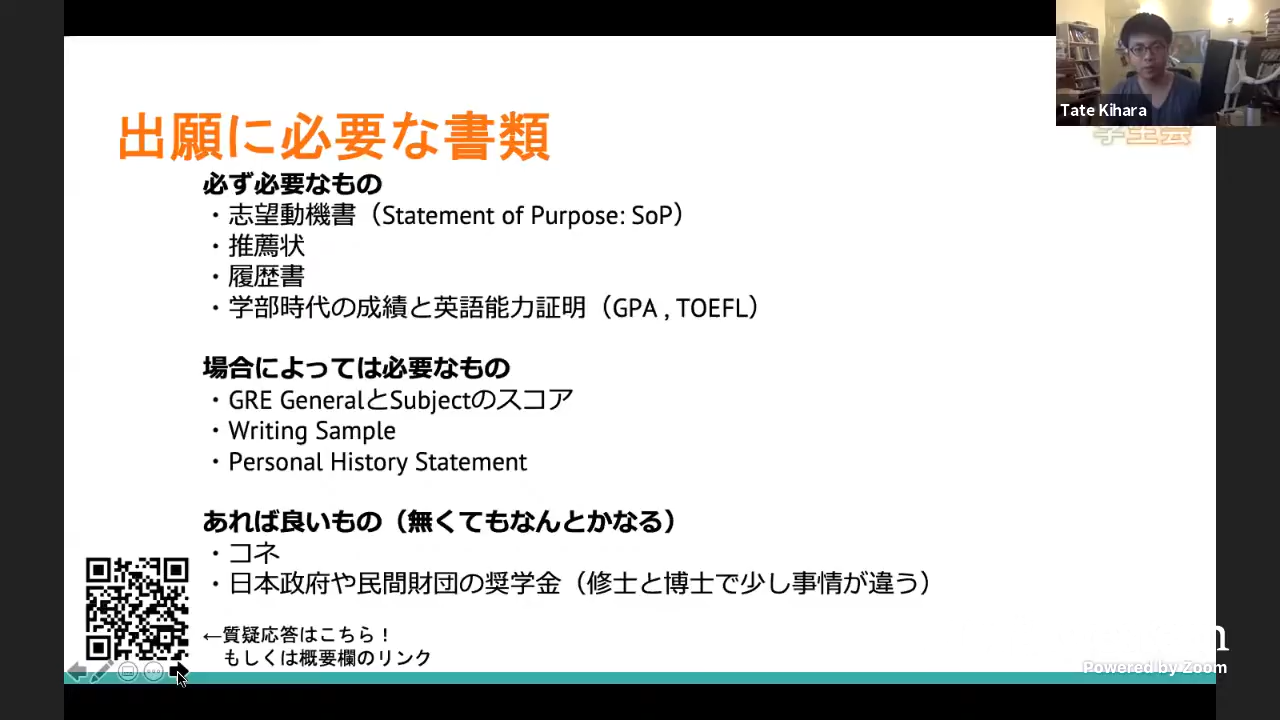 Tate Kihara
学生会
出願に必要な書類
必ず必要なもの
・志望動機書（Statement of Purpose: SoP）
・推薦状
・履歴書
・学部時代の成績と英語能力証明（GPA , TOEFL）
場合によっては必要なもの
・GRE GeneralとSubjectのスコア
・Writing Sample
・Personal History Statement
あれば良いもの（無くてもなんとかなる）
・コネ
・日本政府や民間財団の奨学金（修士と博士で少し事情が違う）
←質疑応答はこちら！
もしくは概要欄のリンク
Powered by Zoom